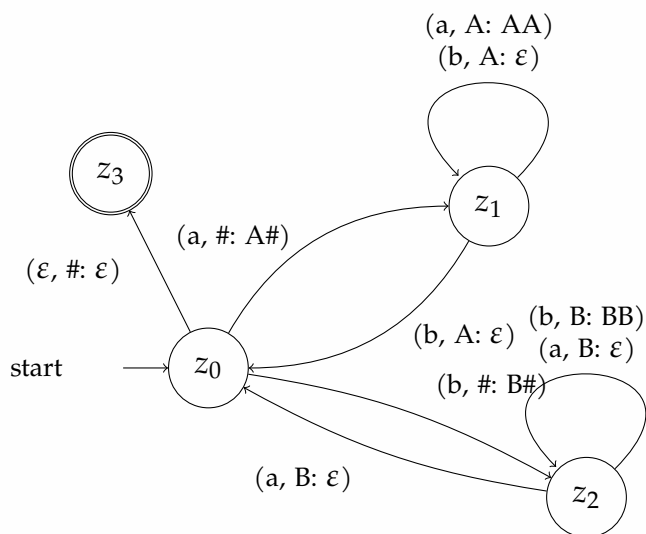 (a, A: AA)
(b, A: ε)
z₃
z₁
(a, #: A#)
(ε, #: ε)
(b, B: BB)
(b, A: ε)
(a, B: ε)
start
z₀
(b, #: B#)
(a, B: ε)
z₂